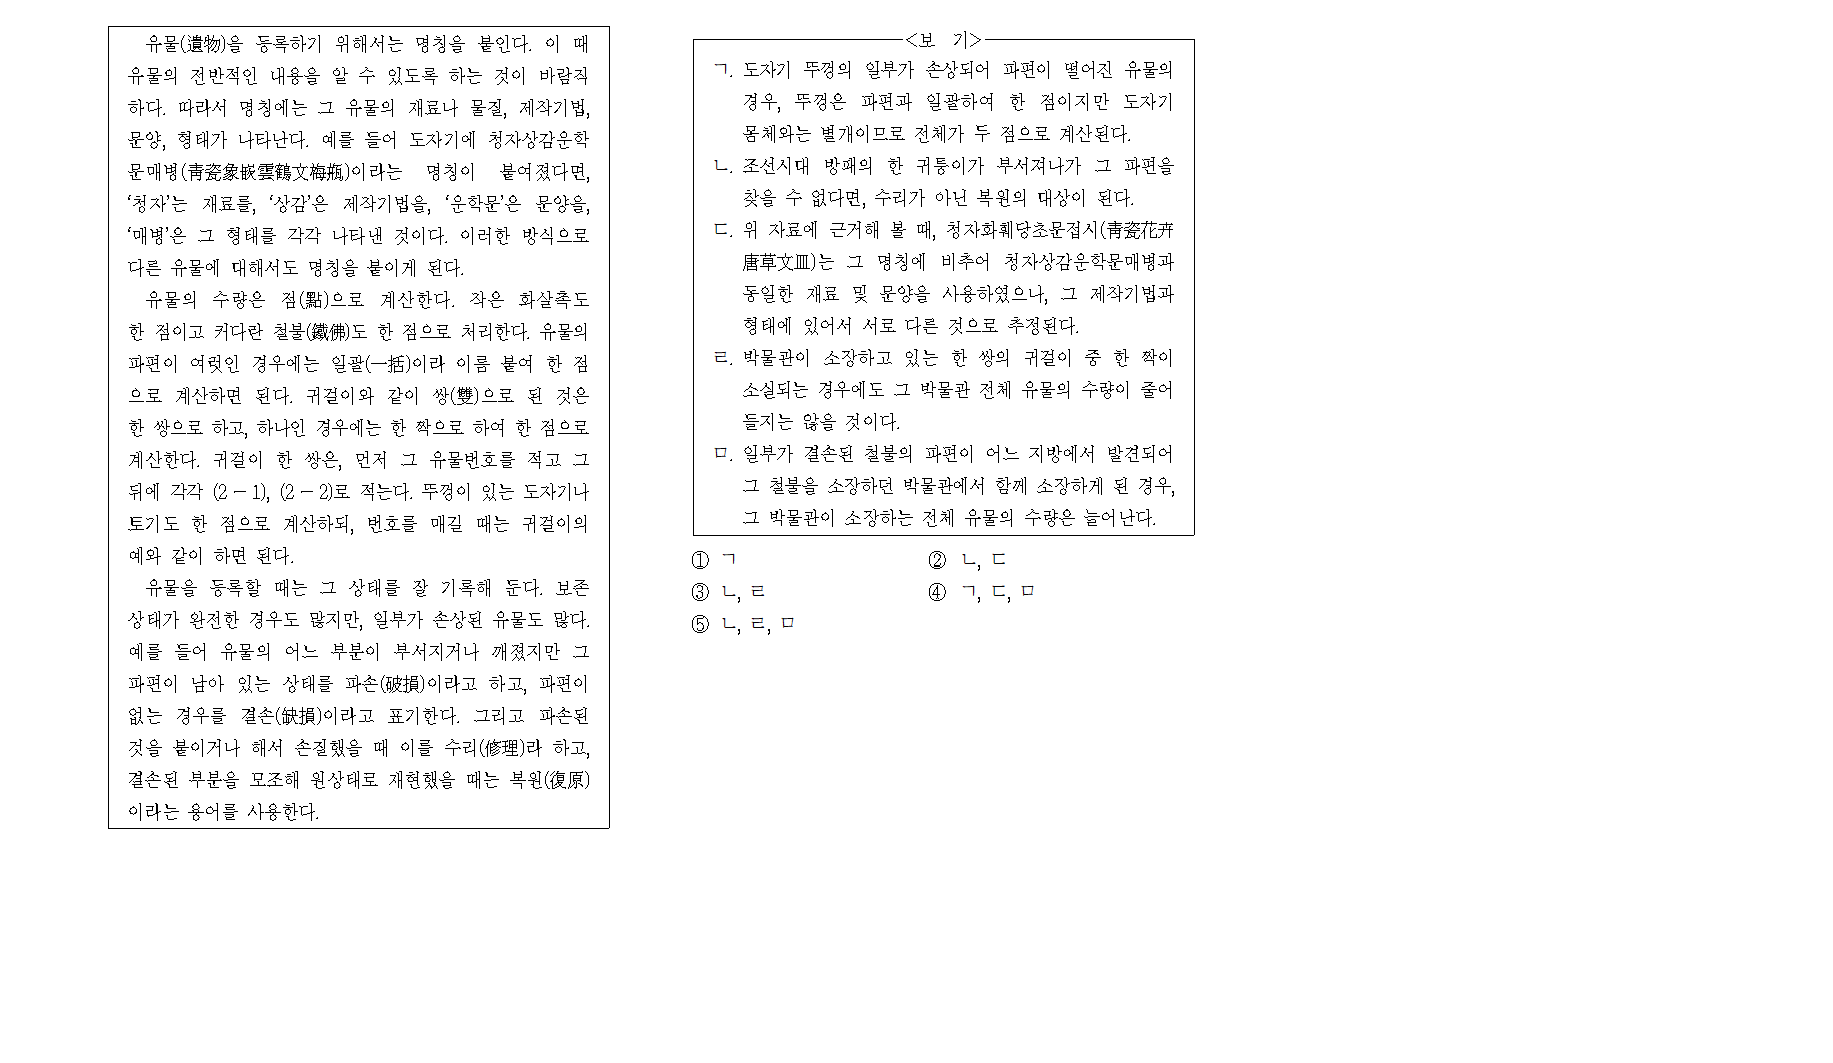 유물(遺物)을 등록하기 위해서는 명칭을 붙인다. 이 때
유물의 전반적인 내용을 알 수 있도록 하는 것이 바람직
하다. 따라서 명칭에는 그 유물의 재료나 물질, 제작기법,
문양, 형태가 나타난다. 예를 들어 도자기에 청자상감운학
문매병(靑瓷象嵌雲鶴文梅甁)이라는 명칭이 붙여졌다면,
‘청자’는 재료를, ‘상감’은 제작기법을, ‘운학문’은 문양을,
‘매병’은 그 형태를 각각 나타낸 것이다. 이러한 방식으로
다른 유물에 대해서도 명칭을 붙이게 된다.
유물의 수량은 점(點)으로 계산한다. 작은 화살촉도
한 점이고 커다란 철불(鐵佛)도 한 점으로 처리한다. 유물의
파편이 여럿인 경우에는 일괄(一括)이라 이름 붙여 한 점
으로 계산하면 된다. 귀걸이와 같이 쌍(雙)으로 된 것은
한 쌍으로 하고, 하나인 경우에는 한 짝으로 하여 한 점으로
계산한다. 귀걸이 한 쌍은, 먼저 그 유물번호를 적고 그
뒤에 각각 (2－1), (2－2)로 적는다. 뚜껑이 있는 도자기나
토기도 한 점으로 계산하되, 번호를 매길 때는 귀걸이의
예와 같이 하면 된다.
유물을 등록할 때는 그 상태를 잘 기록해 둔다. 보존
상태가 완전한 경우도 많지만, 일부가 손상된 유물도 많다.
예를 들어 유물의 어느 부분이 부서지거나 깨졌지만 그
파편이 남아 있는 상태를 파손(破損)이라고 하고, 파편이
없는 경우를 결손(缺損)이라고 표기한다. 그리고 파손된
것을 붙이거나 해서 손질했을 때 이를 수리(修理)라 하고,
결손된 부분을 모조해 원상태로 재현했을 때는 복원(復原)
이라는 용어를 사용한다.
<보 기>
ㄱ. 도자기 뚜껑의 일부가 손상되어 파편이 떨어진 유물의
경우, 뚜껑은 파편과 일괄하여 한 점이지만 도자기
몸체와는 별개이므로 전체가 두 점으로 계산된다.
ㄴ. 조선시대 방패의 한 귀퉁이가 부서져나가 그 파편을
찾을 수 없다면, 수리가 아닌 복원의 대상이 된다.
ㄷ. 위 자료에 근거해 볼 때, 청자화훼당초문접시(靑瓷花卉
唐草文皿)는 그 명칭에 비추어 청자상감운학문매병과
동일한 재료 및 문양을 사용하였으나, 그 제작기법과
형태에 있어서 서로 다른 것으로 추정된다.
ㄹ. 박물관이 소장하고 있는 한 쌍의 귀걸이 중 한 짝이
소실되는 경우에도 그 박물관 전체 유물의 수량이 줄어
들지는 않을 것이다.
ㅁ. 일부가 결손된 철불의 파편이 어느 지방에서 발견되어
그 철불을 소장하던 박물관에서 함께 소장하게 된 경우,
그 박물관이 소장하는 전체 유물의 수량은 늘어난다.
① ㄱ ② ㄴ, ㄷ
③ ㄴ, ㄹ ④ ㄱ, ㄷ, ㅁ
⑤ ㄴ, ㄹ, ㅁ